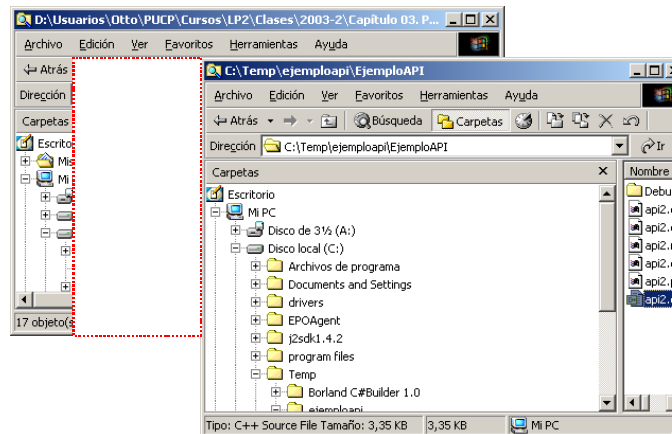 D:\Usuarios\Otto\PUCP\Cursos\LP2\Clases\2003-2\Capítulo 03. P...
Archivo Edición Ver Favoritos Herramientas Ayuda
Atrás
Dirección
Carpetas
Escrito
Mis
Mi
17 objeto(s
C:\Temp\ejemploapi\EjemploAPI
Archivo Edición Ver Favoritos Herramientas Ayuda
Atrás Búsqueda Carpetas
Dirección C:\Temp\ejemploapi\EjemploAPI Ir
Carpetas
Escritorio
Mi PC
Disco de 3½ (A:)
Disco local (C:)
Archivos de programa
Documents and Settings
drivers
EPOAgent
j2sdk1.4.2
program files
Temp
Borland C#Builder 1.0
ejemploapi
Nombre
Debu
api2.
api2.
api2.
api2.
api2.
api2.
Tipo: C++ Source File Tamaño: 3,35 KB 3,35 KB Mi PC